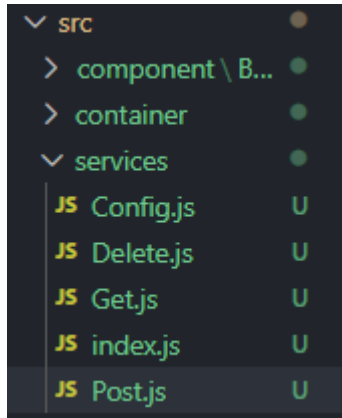 src
component \ B...
container
services
JS Config.js U
JS Delete.js U
JS Get.js U
JS index.js U
JS Post.js U